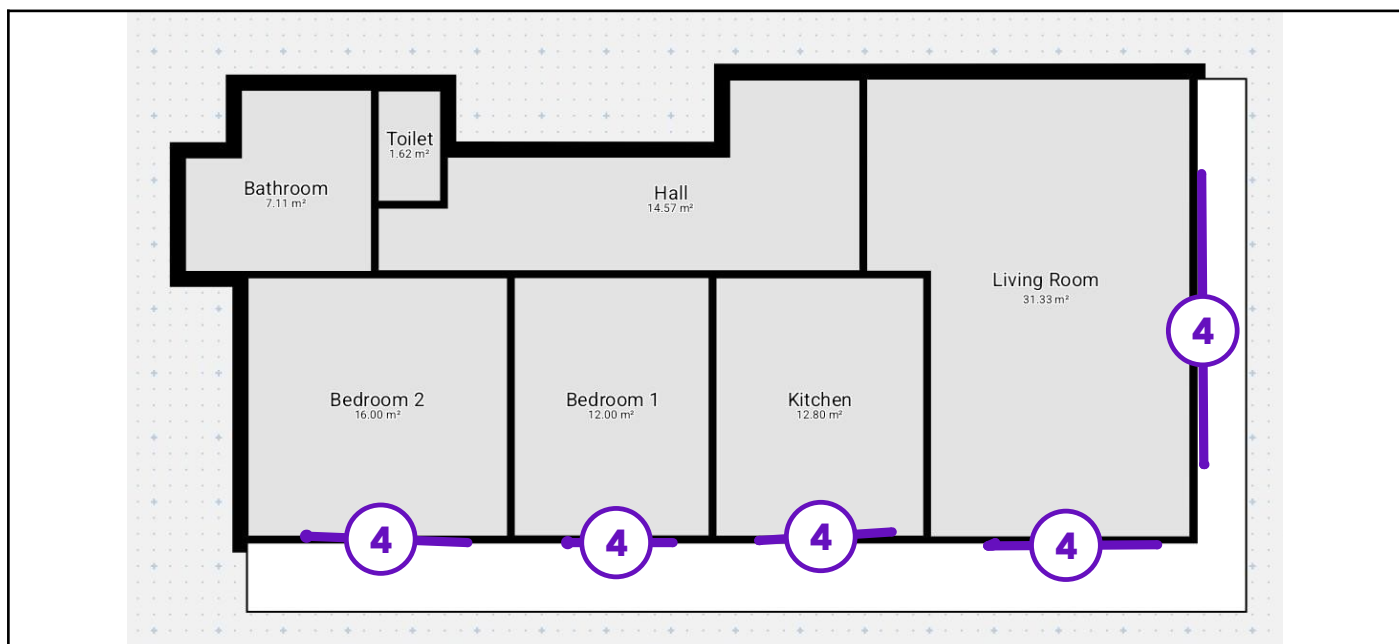 Toilet
1.62 m²
Bathroom
7.11 m²
Hall
14.57 m²
Living Room
31.33 m²
4
Bedroom 2
16.00 m²
Bedroom 1
12.00 m²
Kitchen
12.80 m²
4
4
4
4